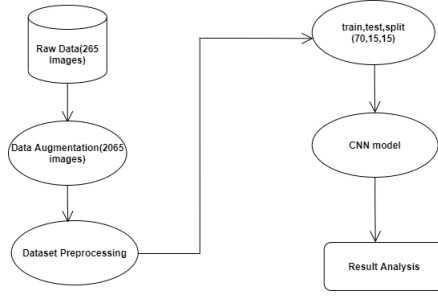 Raw Data(265
Images)
Data Augmentation(2065
images)
Dataset Preprocessing
train,test,split
(70,15,15)
CNN model
Result Analysis